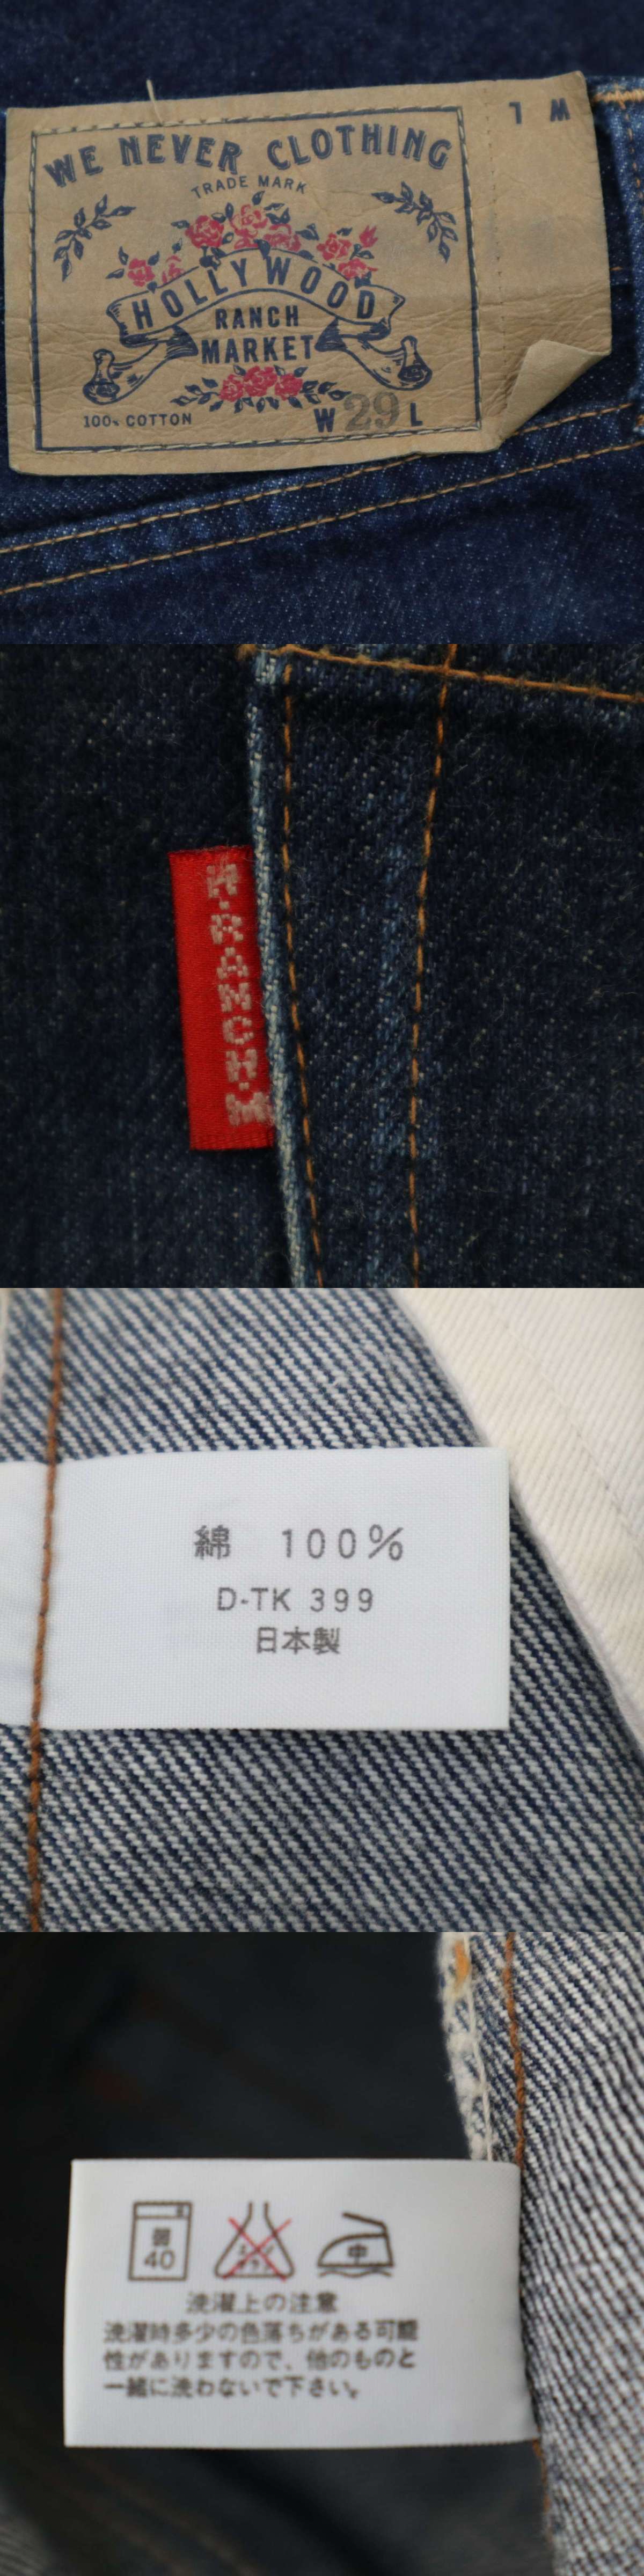 WE NEVER CLOTHING
TRADE MARK
HOLLYWOOD
RANCH
MARKET
100% COTTON
W 29 L
W L
H·RANCH·M
綿 100%
D-TK 399
日本製
弱
40
中
洗濯上の注意
洗濯時多少の色落ちがある可能
性がありますので、他のものと
一緒に洗わないで下さい。